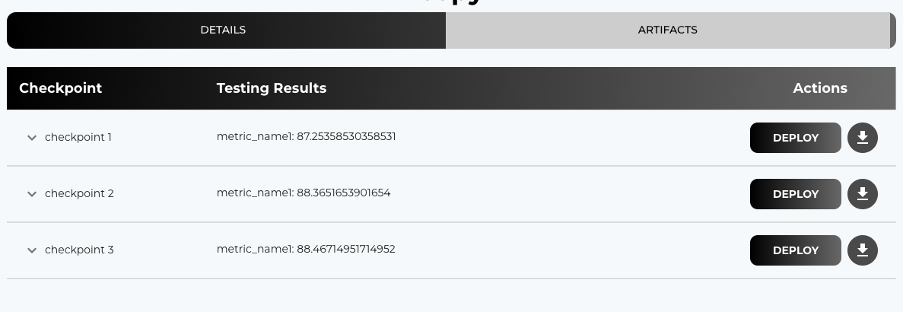 DETAILS ARTIFACTS
Checkpoint Testing Results Actions
checkpoint 1 metric_name1: 87.25358530358531 DEPLOY
checkpoint 2 metric_name1: 88.3651653901654 DEPLOY
checkpoint 3 metric_name1: 88.46714951714952 DEPLOY